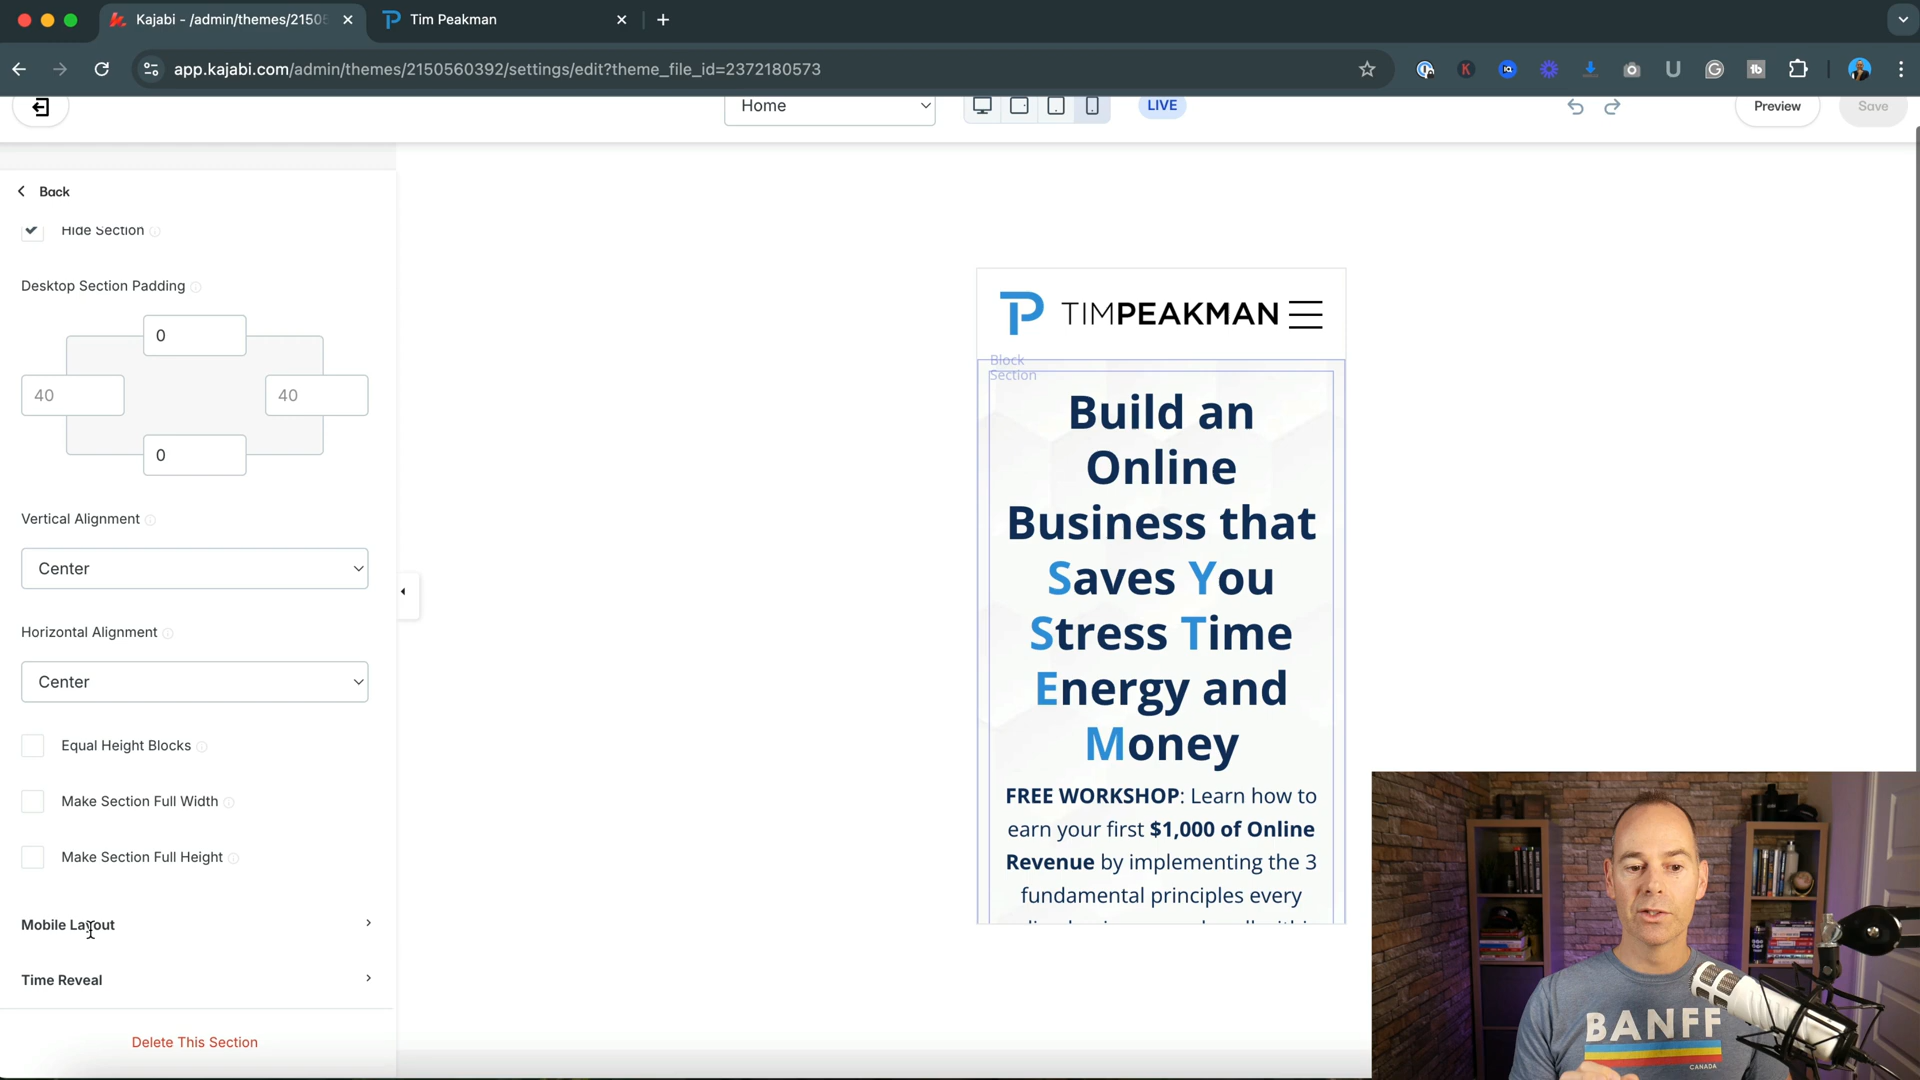 Kajabi - /admin/themes/2150
Tim Peakman
app.kajabi.com/admin/themes/2150560392/settings/edit?theme_file_id=2372180573
Home
LIVE
Preview
Save
Back
Hide Section
Desktop Section Padding
0
40
40
0
Vertical Alignment
Center
Horizontal Alignment
Center
Equal Height Blocks
Make Section Full Width
Make Section Full Height
Mobile Layout
Time Reveal
Delete This Section
TIMPEAKMAN
Block
Section
Build an
Online
Business that
Saves You
Stress Time
Energy and
Money
FREE WORKSHOP: Learn how to
earn your first $1,000 of Online
Revenue by implementing the 3
fundamental principles every
BANFF
CANADA